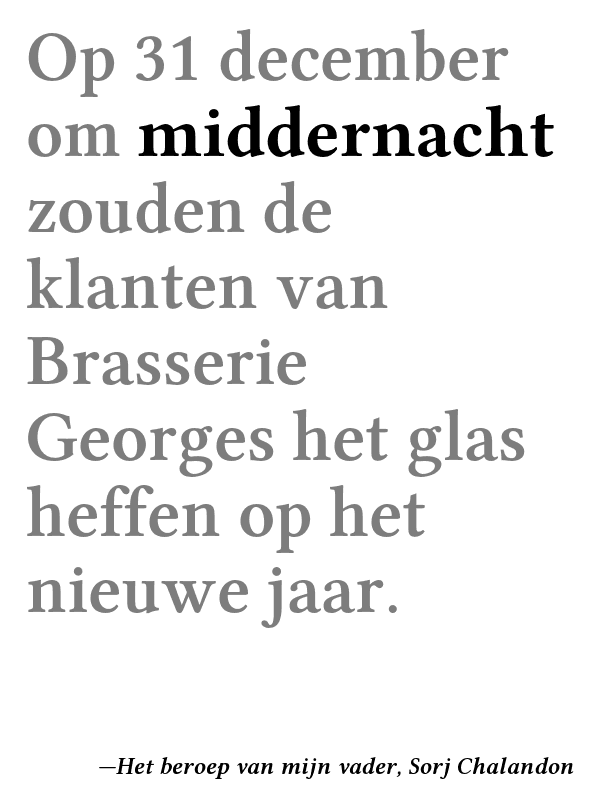 Op 31 december
om middernacht
zouden de
klanten van
Brasserie
Georges het glas
heffen op het
nieuwe jaar.
—Het beroep van mijn vader, Sorj Chalandon